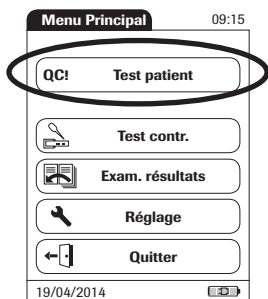 Menu Principal 09:15
QC! Test patient
Test contr.
Exam. résultats
Réglage
Quitter
19/04/2014